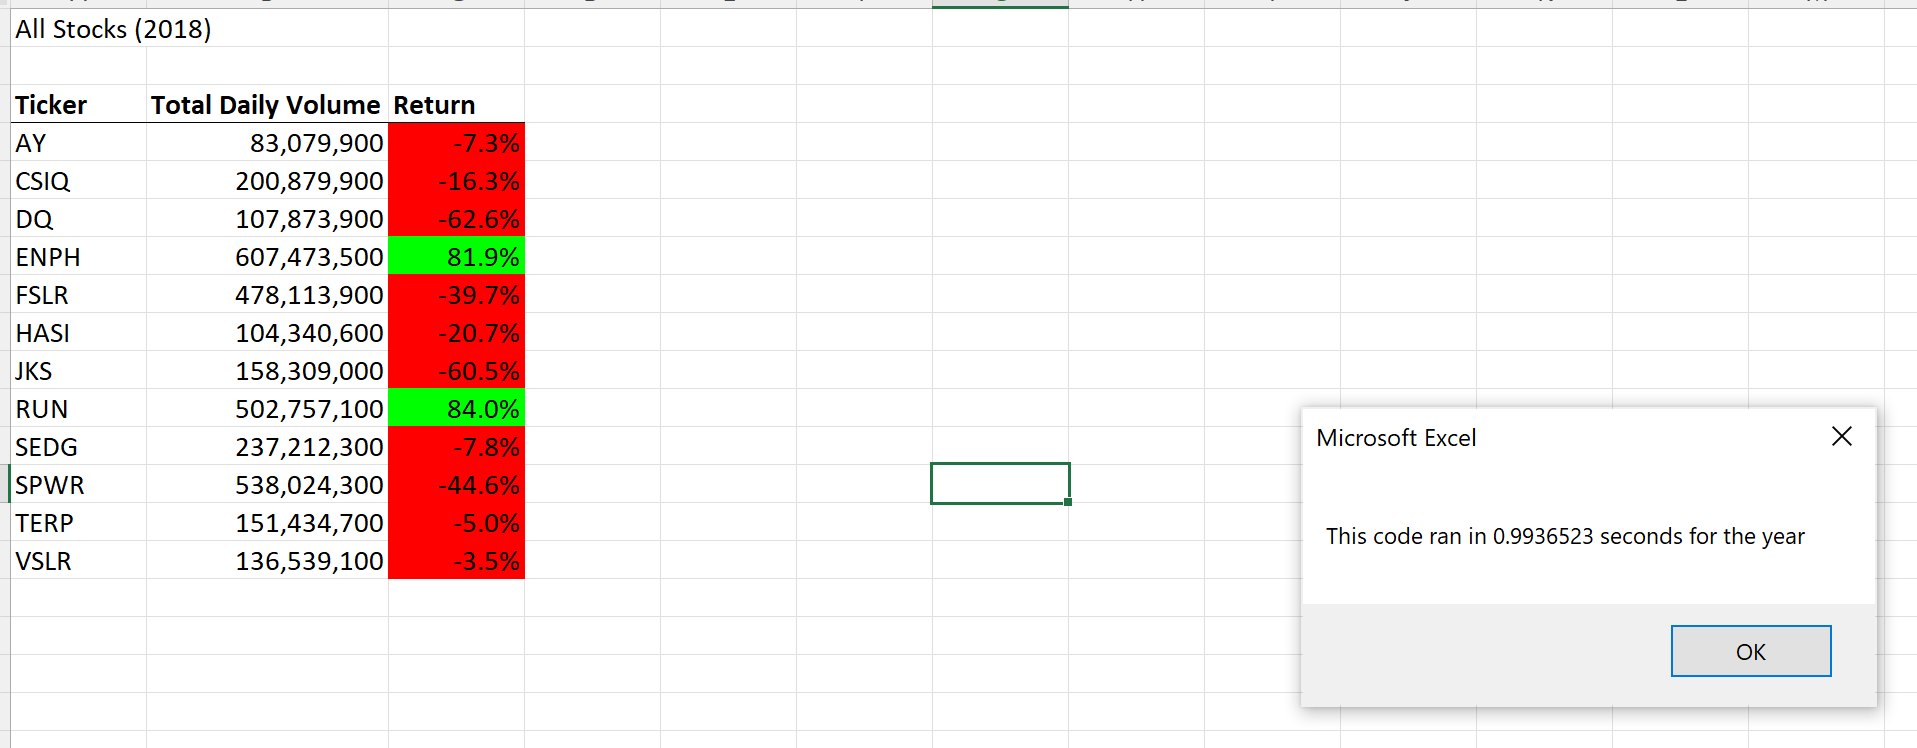 All Stocks (2018)
Ticker Total Daily Volume Return
AY 83,079,900 -7.3%
CSIQ 200,879,900 -16.3%
DQ 107,873,900 -62.6%
ENPH 607,473,500 81.9%
FSLR 478,113,900 -39.7%
HASI 104,340,600 -20.7%
JKS 158,309,000 -60.5%
RUN 502,757,100 84.0%
SEDG 237,212,300 -7.8%
SPWR 538,024,300 -44.6%
TERP 151,434,700 -5.0%
VSLR 136,539,100 -3.5%
Microsoft Excel
This code ran in 0.9936523 seconds for the year
OK